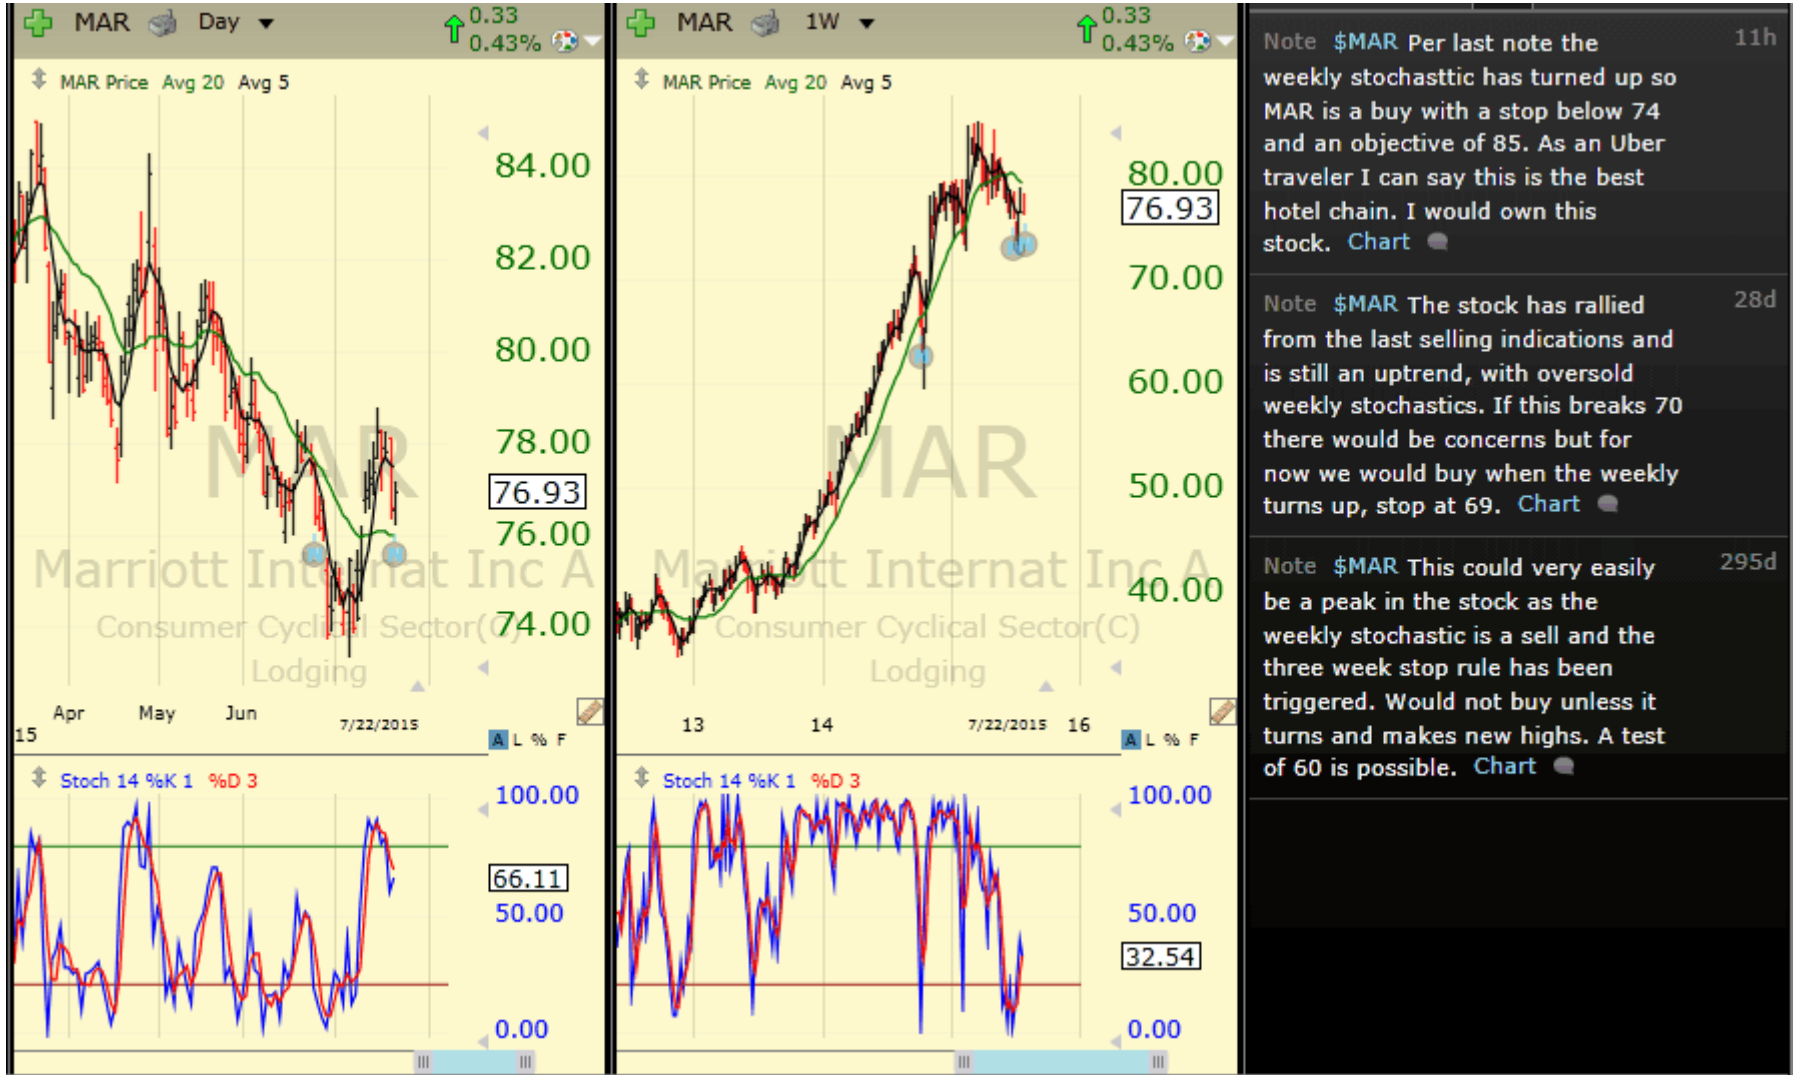 MAR Day 0.33
0.43%
MAR Price Avg 20 Avg 5
84.00
82.00
80.00
78.00
76.93
76.00
74.00
MAR
Marriott Internat Inc A
Consumer Cyclical Sector(C)
Lodging
Apr May Jun 7/22/2015
15
A L % F
Stoch 14 %K 1 %D 3
100.00
66.11
50.00
0.00
MAR 1W 0.33
0.43%
MAR Price Avg 20 Avg 5
80.00
76.93
70.00
60.00
50.00
40.00
MAR
Marriott Internat Inc A
Consumer Cyclical Sector(C)
Lodging
13 14 7/22/2015 16
A L % F
Stoch 14 %K 1 %D 3
100.00
50.00
32.54
0.00
Note $MAR Per last note the 11h
weekly stochasttic has turned up so
MAR is a buy with a stop below 74
and an objective of 85. As an Uber
traveler I can say this is the best
hotel chain. I would own this
stock. Chart
Note $MAR The stock has rallied 28d
from the last selling indications and
is still an uptrend, with oversold
weekly stochastics. If this breaks 70
there would be concerns but for
now we would buy when the weekly
turns up, stop at 69. Chart
Note $MAR This could very easily 295d
be a peak in the stock as the
weekly stochastic is a sell and the
three week stop rule has been
triggered. Would not buy unless it
turns and makes new highs. A test
of 60 is possible. Chart